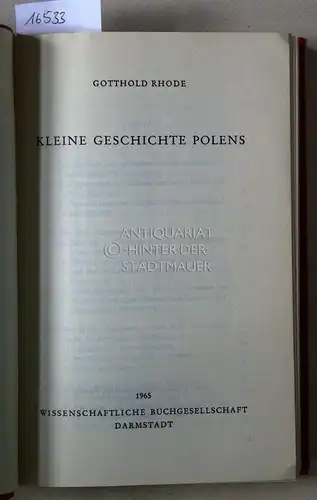 16533
GOTTHOLD RHODE
KLEINE GESCHICHTE POLENS
ANTIQUARIAT
© -HINTER-DER-
STADTMAUER
1965
WISSENSCHAFTLICHE BUCHGESELLSCHAFT
DARMSTADT